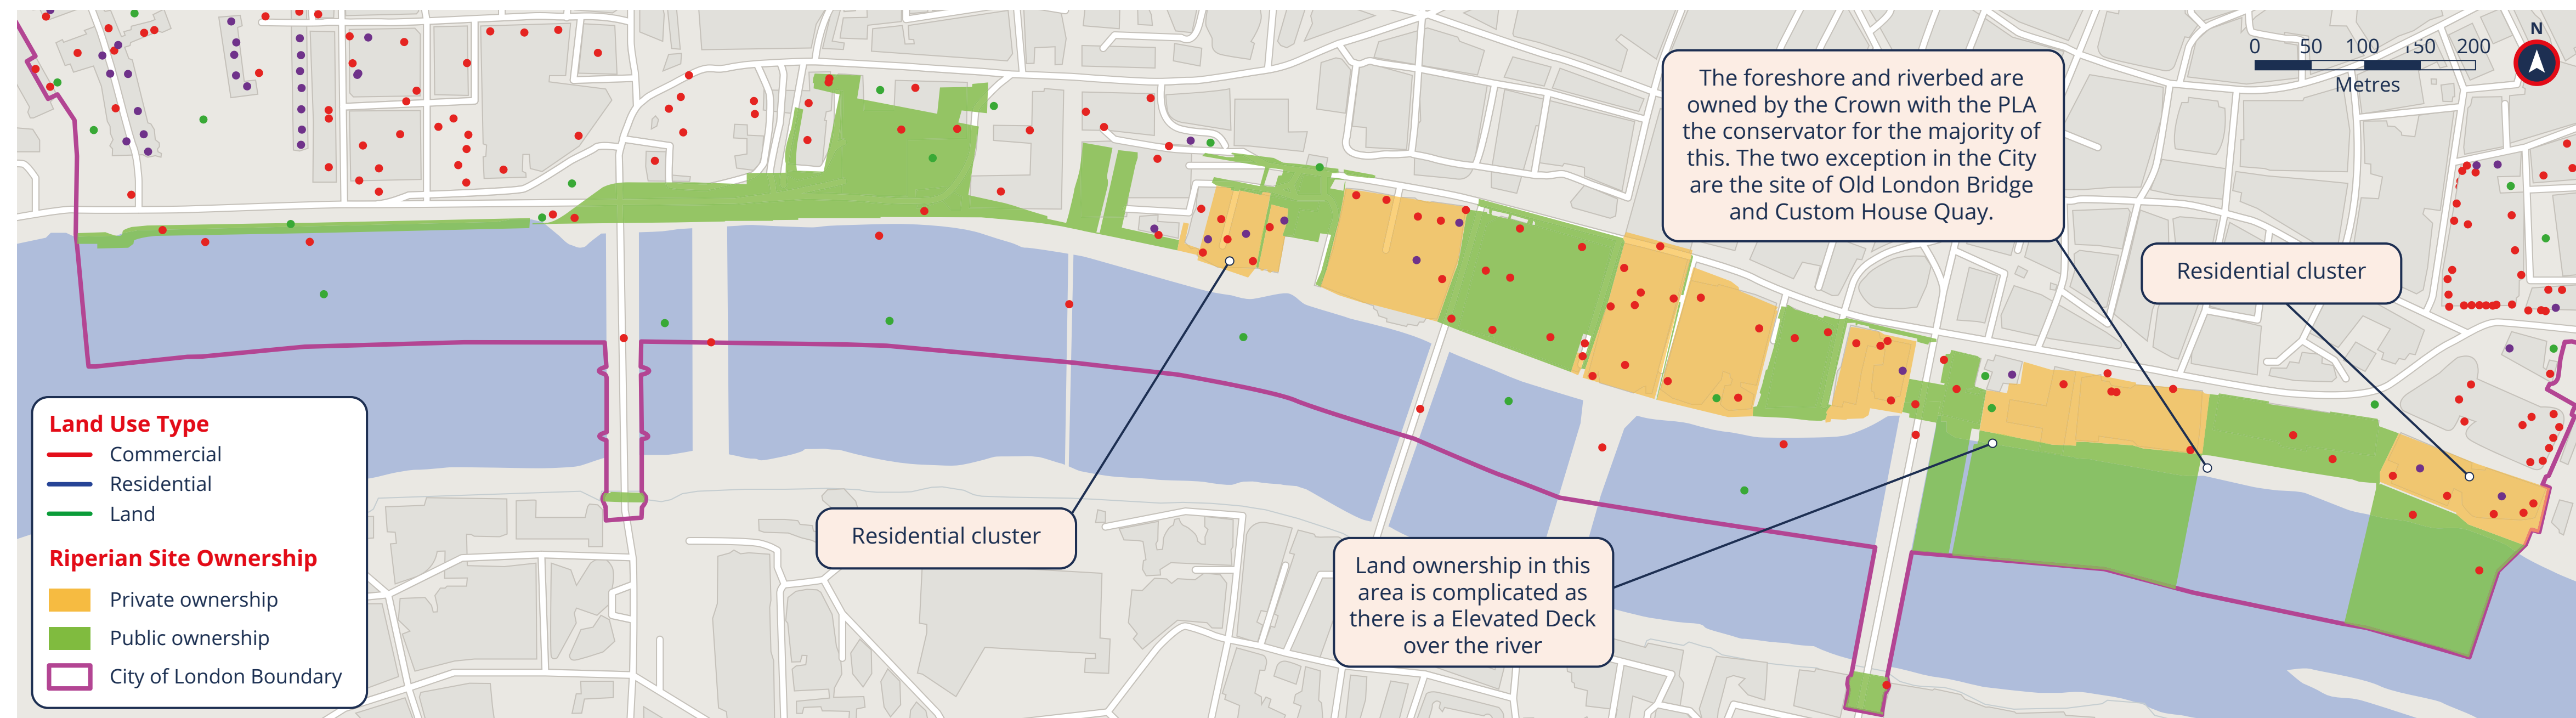 N
0 50 100 150 200
Metres
The foreshore and riverbed are
owned by the Crown with the PLA
the conservator for the majority of
this. The two exception in the City
are the site of Old London Bridge
and Custom House Quay.
Residential cluster
Residential cluster
Land ownership in this
area is complicated as
there is a Elevated Deck
over the river
Land Use Type
Commercial
Residential
Land
Riperian Site Ownership
Private ownership
Public ownership
City of London Boundary